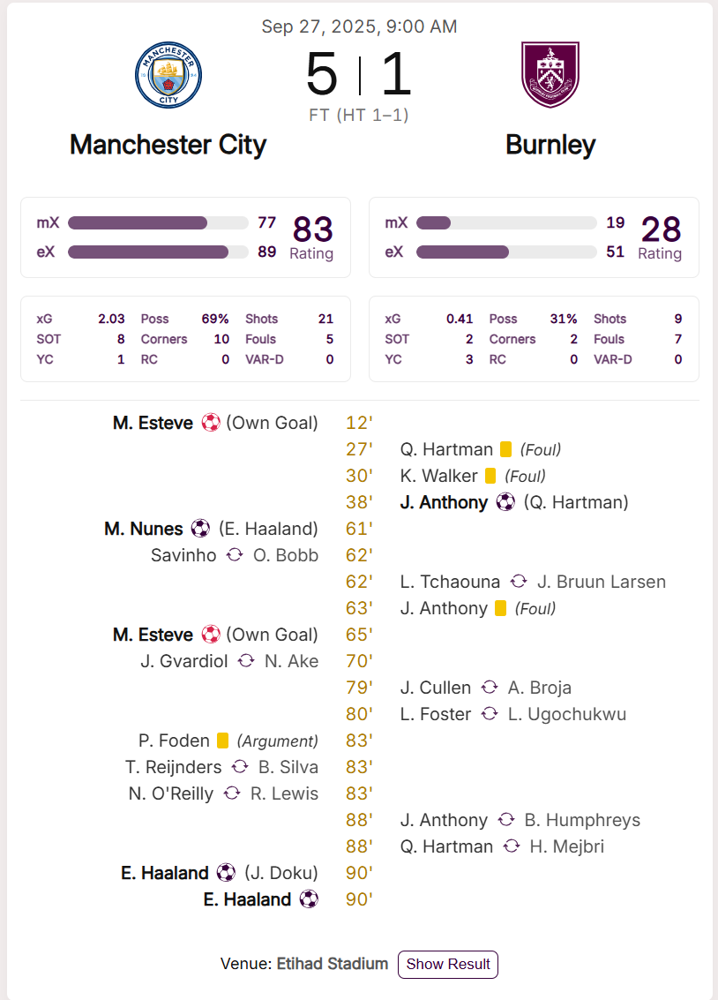 Sep 27, 2025, 9:00 AM
MANCHESTER
18 94
CITY
5 | 1
FT (HT 1–1)
Manchester City
Burnley
mX 77
eX 89
83
Rating
mX 19
eX 51
28
Rating
xG 2.03 Poss 69% Shots 21
SOT 8 Corners 10 Fouls 5
YC 1 RC 0 VAR-D 0
xG 0.41 Poss 31% Shots 9
SOT 2 Corners 2 Fouls 7
YC 3 RC 0 VAR-D 0
M. Esteve (Own Goal) 12'
27' Q. Hartman (Foul)
30' K. Walker (Foul)
38' J. Anthony (Q. Hartman)
M. Nunes (E. Haaland) 61'
Savinho O. Bobb 62'
62' L. Tchaouna J. Bruun Larsen
63' J. Anthony (Foul)
M. Esteve (Own Goal) 65'
J. Gvardiol N. Ake 70'
79' J. Cullen A. Broja
80' L. Foster L. Ugochukwu
P. Foden (Argument) 83'
T. Reijnders B. Silva 83'
N. O'Reilly R. Lewis 83'
88' J. Anthony B. Humphreys
88' Q. Hartman H. Mejbri
E. Haaland (J. Doku) 90'
E. Haaland 90'
Venue: Etihad Stadium Show Result